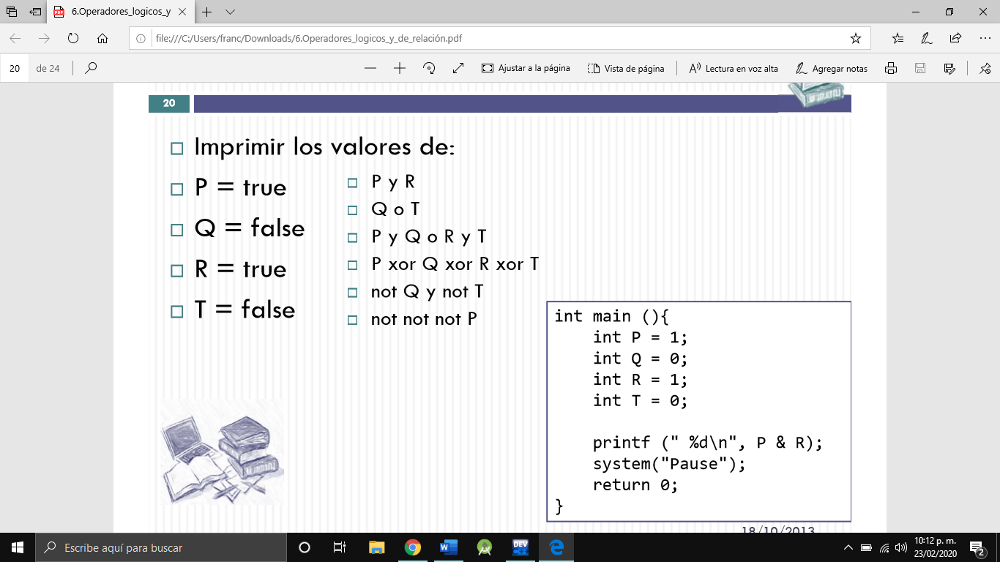 6.Operadores_logicos_y
file:///C:/Users/franc/Downloads/6.Operadores_logicos_y_de_relación.pdf
20 de 24
Ajustar a la página
Vista de página
Lectura en voz alta
Agregar notas
20
Imprimir los valores de:
P = true
Q = false
R = true
T = false
P y R
Q o T
P y Q o R y T
P xor Q xor R xor T
not Q y not T
not not not P
int main (){
int P = 1;
int Q = 0;
int R = 1;
int T = 0;
printf (" %d\n", P & R);
system("Pause");
return 0;
}
18/10/2013
Escribe aquí para buscar
DEV
10:12 p. m.
23/02/2020
2